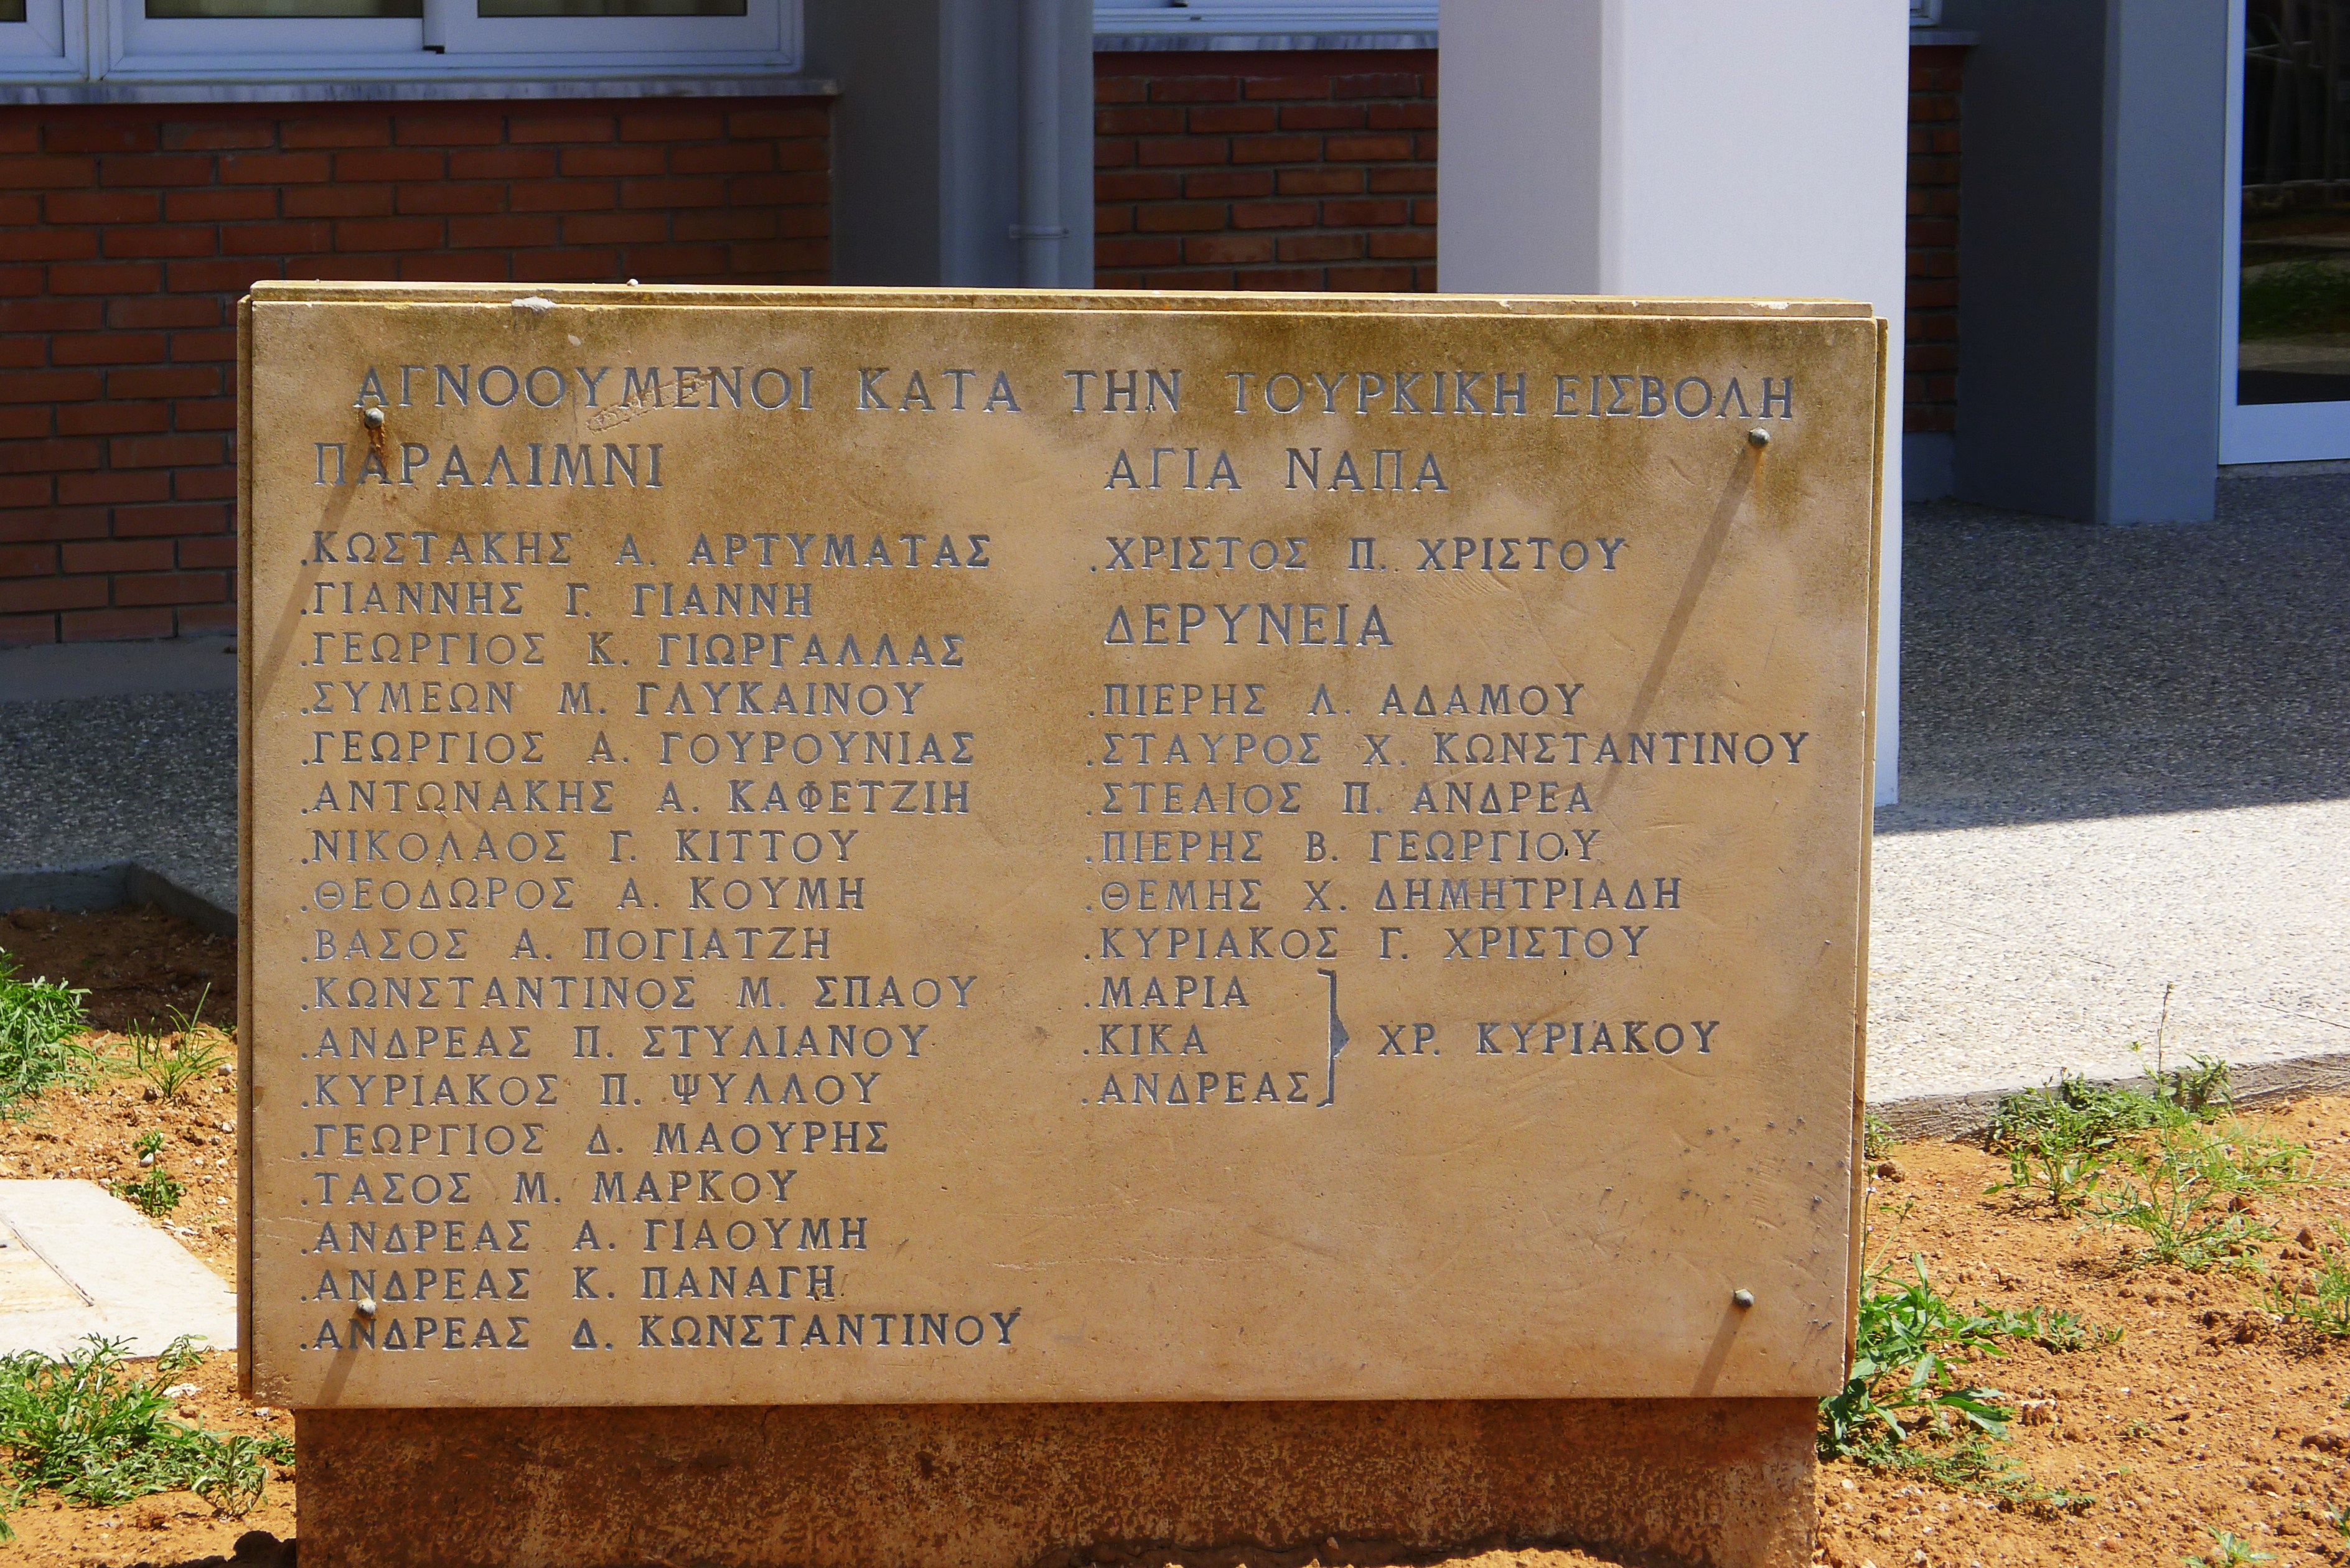 ΑΓΝΟΟΥΜΕΝΟΙ ΚΑΤΑ ΤΗΝ ΤΟΥΡΚΙΚΗ ΕΙΣΒΟΛΗ
ΠΑΡΑΛΙΜΝΙ
.ΚΩΣΤΑΚΗΣ Α. ΑΡΤΥΜΑΤΑΣ
.ΓΙΑΝΝΗΣ Γ. ΓΙΑΝΝΗ
.ΓΕΩΡΓΙΟΣ Κ. ΓΙΩΡΓΑΛΛΑΣ
.ΣΥΜΕΩΝ Μ. ΓΛΥΚΑΙΝΟΥ
.ΓΕΩΡΓΙΟΣ Α. ΓΟΥΡΟΥΝΙΑΣ
.ΑΝΤΩΝΑΚΗΣ Α. ΚΑΦΕΤΖΙΗ
.ΝΙΚΟΛΑΟΣ Γ. ΚΙΤΤΟΥ
.ΘΕΟΔΩΡΟΣ Α. ΚΟΥΜΗ
.ΒΑΣΟΣ Α. ΠΟΓΙΑΤΖΗ
.ΚΩΝΣΤΑΝΤΙΝΟΣ Μ. ΣΠΑΟΥ
.ΑΝΔΡΕΑΣ Π. ΣΤΥΛΙΑΝΟΥ
.ΚΥΡΙΑΚΟΣ Π. ΨΥΛΛΟΥ
.ΓΕΩΡΓΙΟΣ Δ. ΜΑΟΥΡΗΣ
.ΤΑΣΟΣ Μ. ΜΑΡΚΟΥ
.ΑΝΔΡΕΑΣ Α. ΓΙΑΟΥΜΗ
.ΑΝΔΡΕΑΣ Κ. ΠΑΝΑΓΗ
.ΑΝΔΡΕΑΣ Δ. ΚΩΝΣΤΑΝΤΙΝΟΥ
ΑΓΙΑ ΝΑΠΑ
.ΧΡΙΣΤΟΣ Π. ΧΡΙΣΤΟΥ
ΔΕΡΥΝΕΙΑ
.ΠΙΕΡΗΣ Λ. ΑΔΑΜΟΥ
.ΣΤΑΥΡΟΣ Χ. ΚΩΝΣΤΑΝΤΙΝΟΥ
.ΣΤΕΛΙΟΣ Π. ΑΝΔΡΕΑ
.ΠΙΕΡΗΣ Β. ΓΕΩΡΓΙΟΥ
.ΘΕΜΗΣ Χ. ΔΗΜΗΤΡΙΑΔΗ
.ΚΥΡΙΑΚΟΣ Γ. ΧΡΙΣΤΟΥ
.ΜΑΡΙΑ
.ΚΙΚΑ ΧΡ. ΚΥΡΙΑΚΟΥ
.ΑΝΔΡΕΑΣ